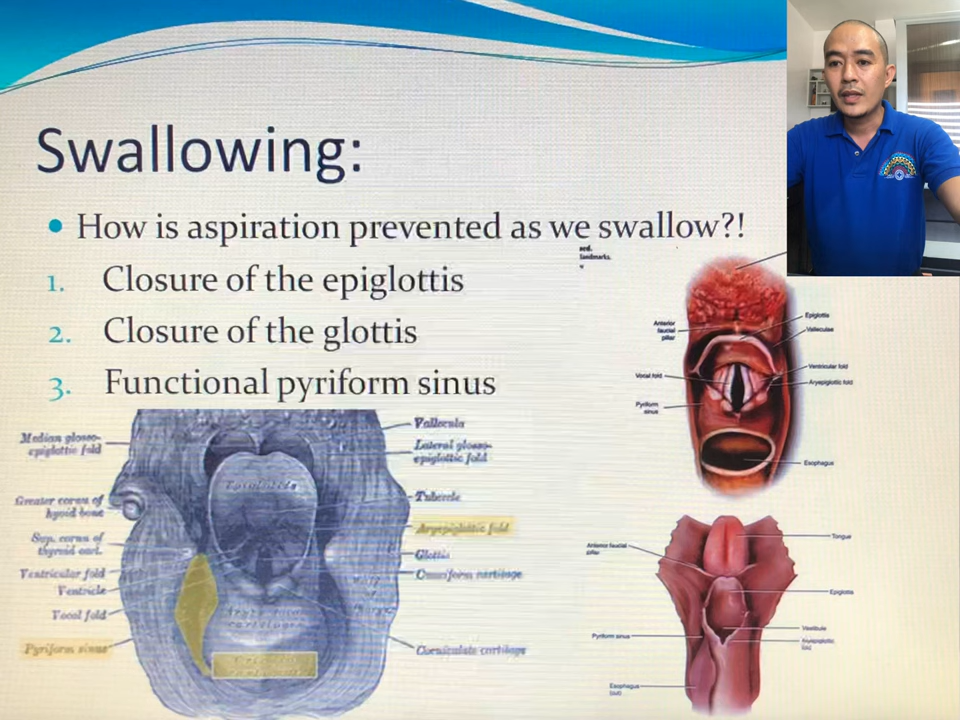 Swallowing:
• How is aspiration prevented as we swallow?!
1. Closure of the epiglottis
2. Closure of the glottis
3. Functional pyriform sinus
and.
landmarks.
Anterior
faucial
pillar
Vocal fold
Pyriform
sinus
Epiglottis
Valleculae
Ventricular fold
Aryepiglottic fold
Esophagus
Median glosso-
epiglottic fold
Greater cornu of
hyoid bone
Sup. cornu of
thyroid cart.
Ventricular fold
Ventricle
Vocal fold
Pyriform sinus
Vallecula
Lateral glosso-
epiglottic fold
Tubercle
Aryepiglottic fold
Glottis
Cuneiform cartilage
Corniculate cartilage
Anterior faucial
pillar
Pyriform sinus
Esophagus
(cut)
Tongue
Epiglottis
Vestibule
Aryepiglottic
fold